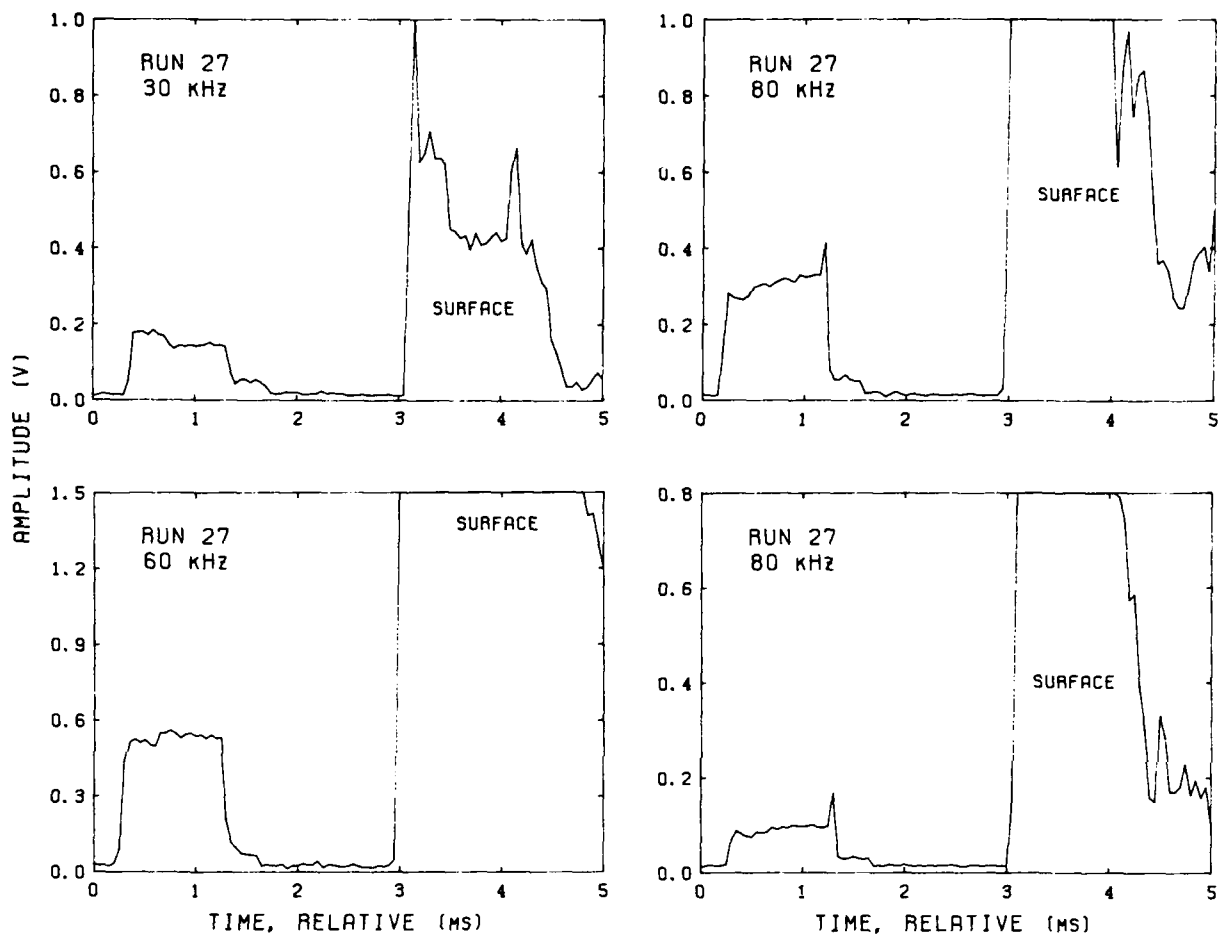 RUN 27
30 KHZ
SURFACE
1.0
0.8
0.6
0.4
0.2
0.0
0 1 2 3 4 5
RUN 27
80 KHZ
SURFACE
1.0
0.8
0.6
0.4
0.2
0.0
0 1 2 3 4 5
AMPLITUDE (V)
RUN 27
60 KHZ
SURFACE
1.5
1.2
0.9
0.6
0.3
0.0
0 1 2 3 4 5
TIME, RELATIVE (MS)
RUN 27
80 KHZ
SURFACE
0.8
0.6
0.4
0.2
0.0
0 1 2 3 4 5
TIME, RELATIVE (MS)